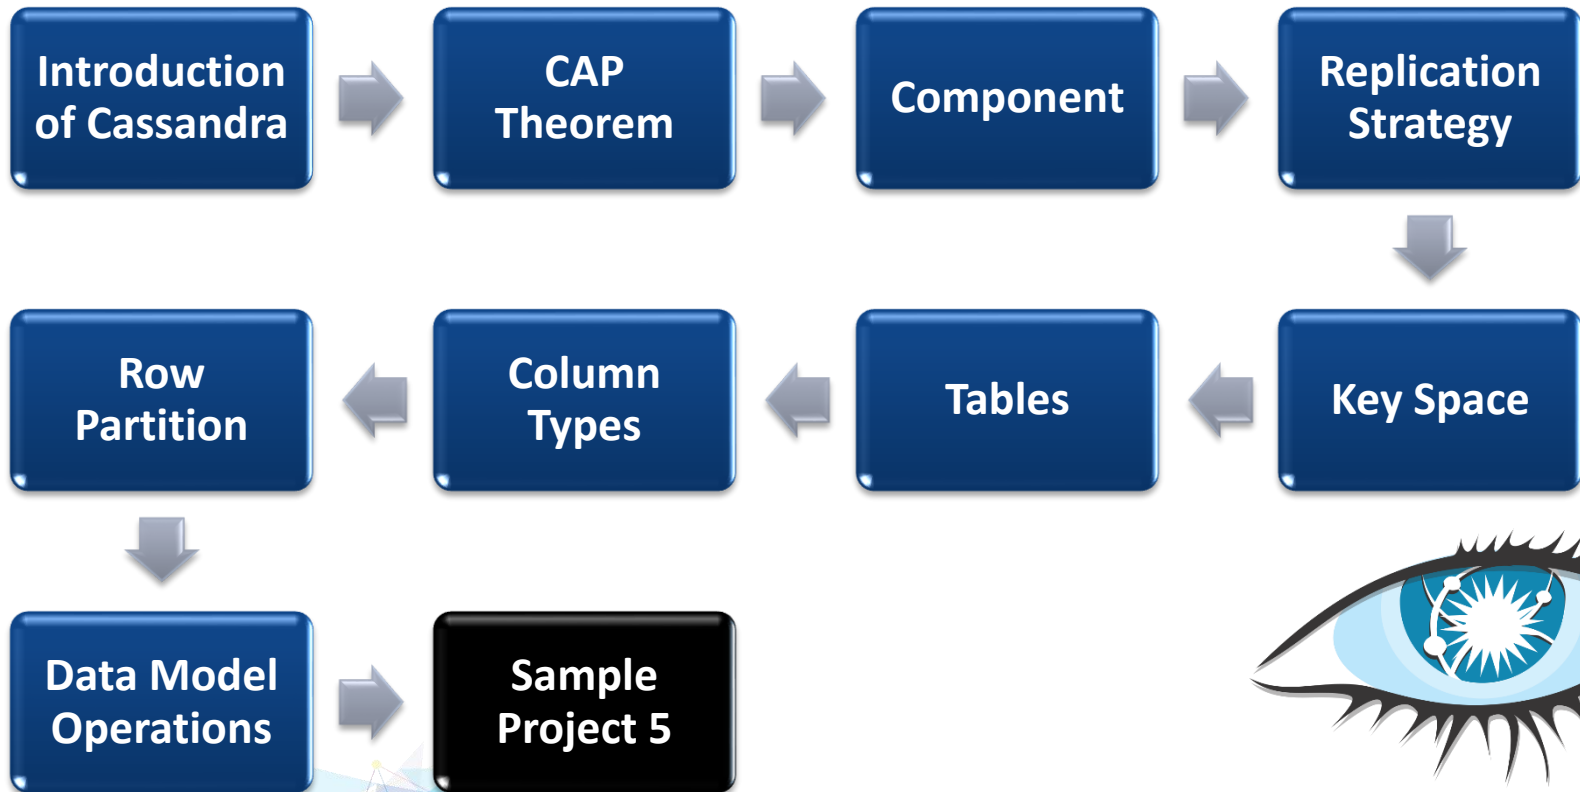 Introduction
of Cassandra
CAP
Theorem
Component
Replication
Strategy
Key Space
Tables
Column
Types
Row
Partition
Data Model
Operations
Sample
Project 5